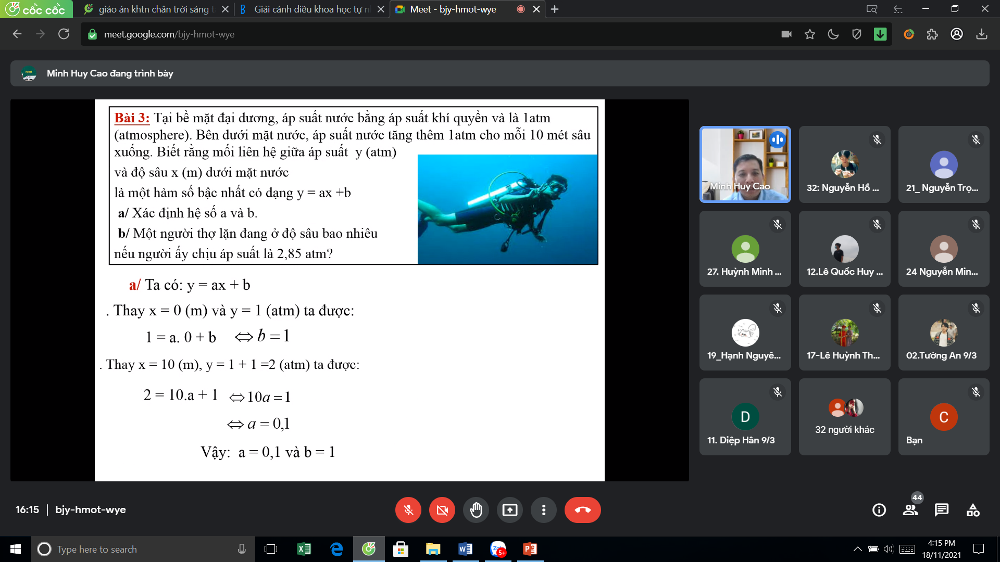 cốc cốc
giáo án khtn chân trời sáng t
Giải cánh diều khoa học tự n
Meet - bjy-hmot-wye
meet.google.com/bjy-hmot-wye
Minh Huy Cao đang trình bày
Bài 3: Tại bề mặt đại dương, áp suất nước bằng áp suất khí quyển và là 1atm
(atmosphere). Bên dưới mặt nước, áp suất nước tăng thêm 1atm cho mỗi 10 mét sâu
xuống. Biết rằng mối liên hệ giữa áp suất y (atm)
và độ sâu x (m) dưới mặt nước
là một hàm số bậc nhất có dạng y = ax +b
a/ Xác định hệ số a và b.
b/ Một người thợ lặn đang ở độ sâu bao nhiêu
nếu người ấy chịu áp suất là 2,85 atm?
a/ Ta có: y = ax + b
. Thay x = 0 (m) và y = 1 (atm) ta được:
1 = a. 0 + b ⇔ b = 1
. Thay x = 10 (m), y = 1 + 1 =2 (atm) ta được:
2 = 10.a + 1 ⇔ 10a = 1
⇔ a = 0,1
Vậy: a = 0,1 và b = 1
Minh Huy Cao
32: Nguyễn Hồ ...
21_ Nguyễn Trọ...
27. Huỳnh Minh ...
12.Lê Quốc Huy ...
24 Nguyễn Min...
19_Hạnh Nguyê...
17-Lê Huỳnh Th...
02.Tường An 9/3
D
11. Diệp Hân 9/3
32 người khác
C
Bạn
16:15 | bjy-hmot-wye
44
Type here to search
5+
4:15 PM
18/11/2021